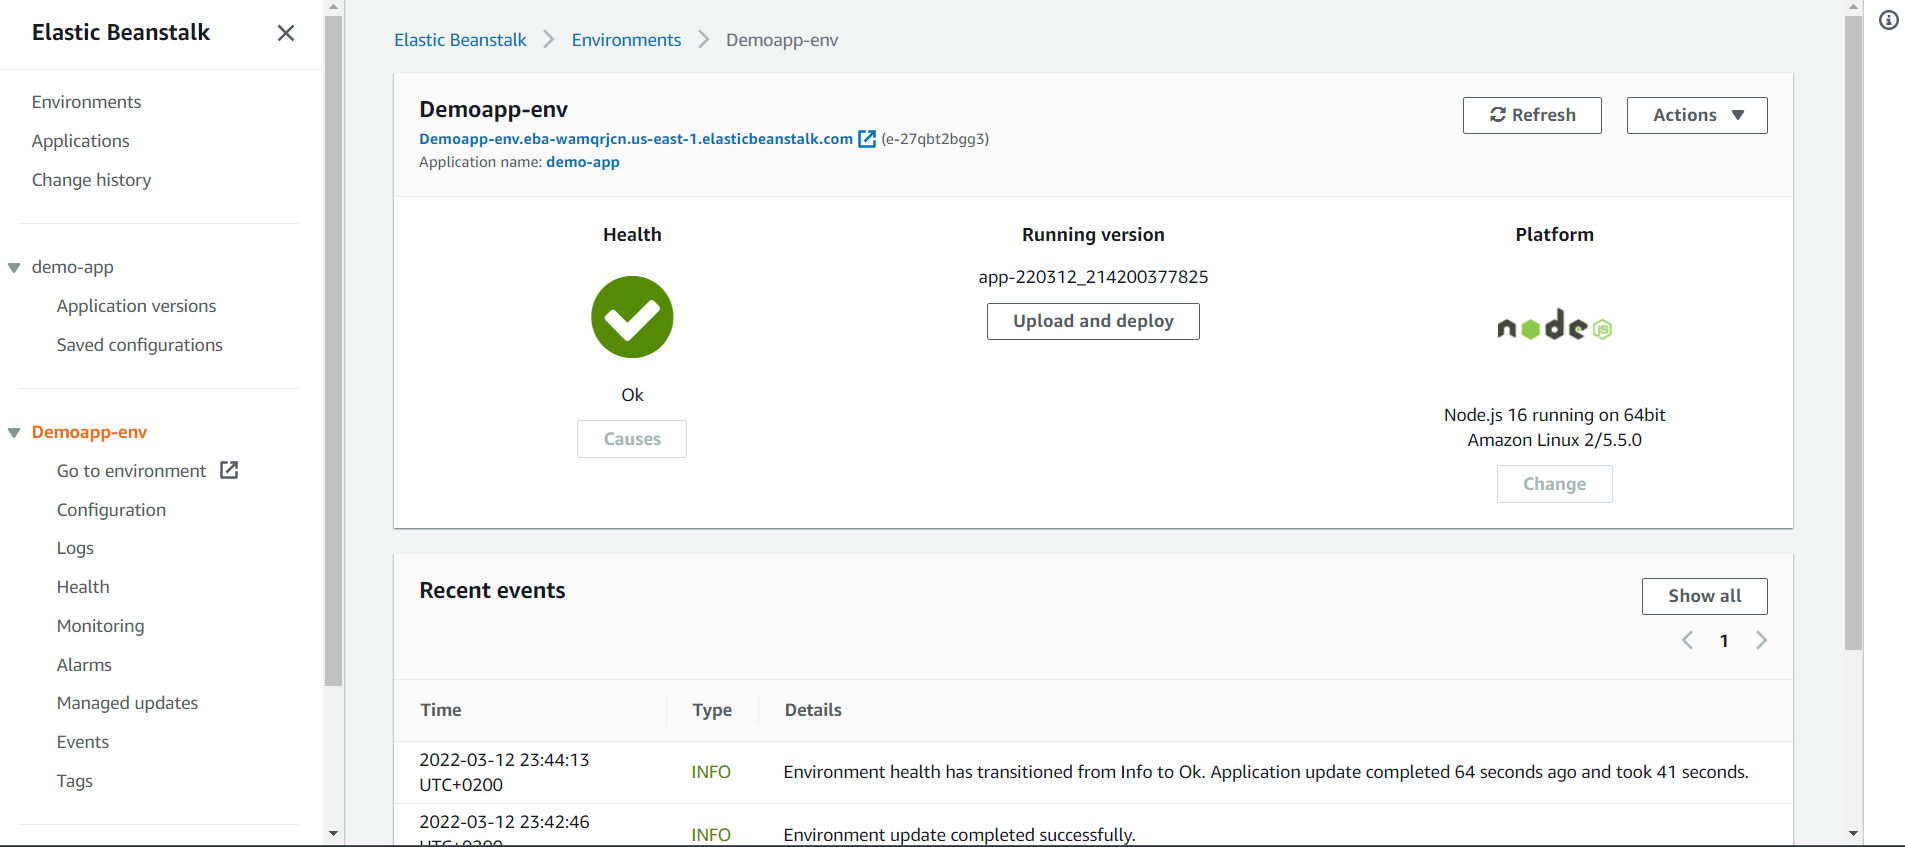 Elastic Beanstalk
Environments
Applications
Change history
demo-app
Application versions
Saved configurations
Demoapp-env
Go to environment
Configuration
Logs
Health
Monitoring
Alarms
Managed updates
Events
Tags
Elastic Beanstalk > Environments > Demoapp-env
Demoapp-env
Demoapp-env.eba-wamqrjcn.us-east-1.elasticbeanstalk.com (e-27qbt2bgg3)
Application name: demo-app
Refresh
Actions
Health
Ok
Causes
Running version
app-220312_214200377825
Upload and deploy
Platform
node JS
Node.js 16 running on 64bit
Amazon Linux 2/5.5.0
Change
Recent events
Show all
1
Time Type Details
2022-03-12 23:44:13
UTC+0200
INFO
Environment health has transitioned from Info to Ok. Application update completed 64 seconds ago and took 41 seconds.
2022-03-12 23:42:46
UTC+0200
INFO
Environment update completed successfully.